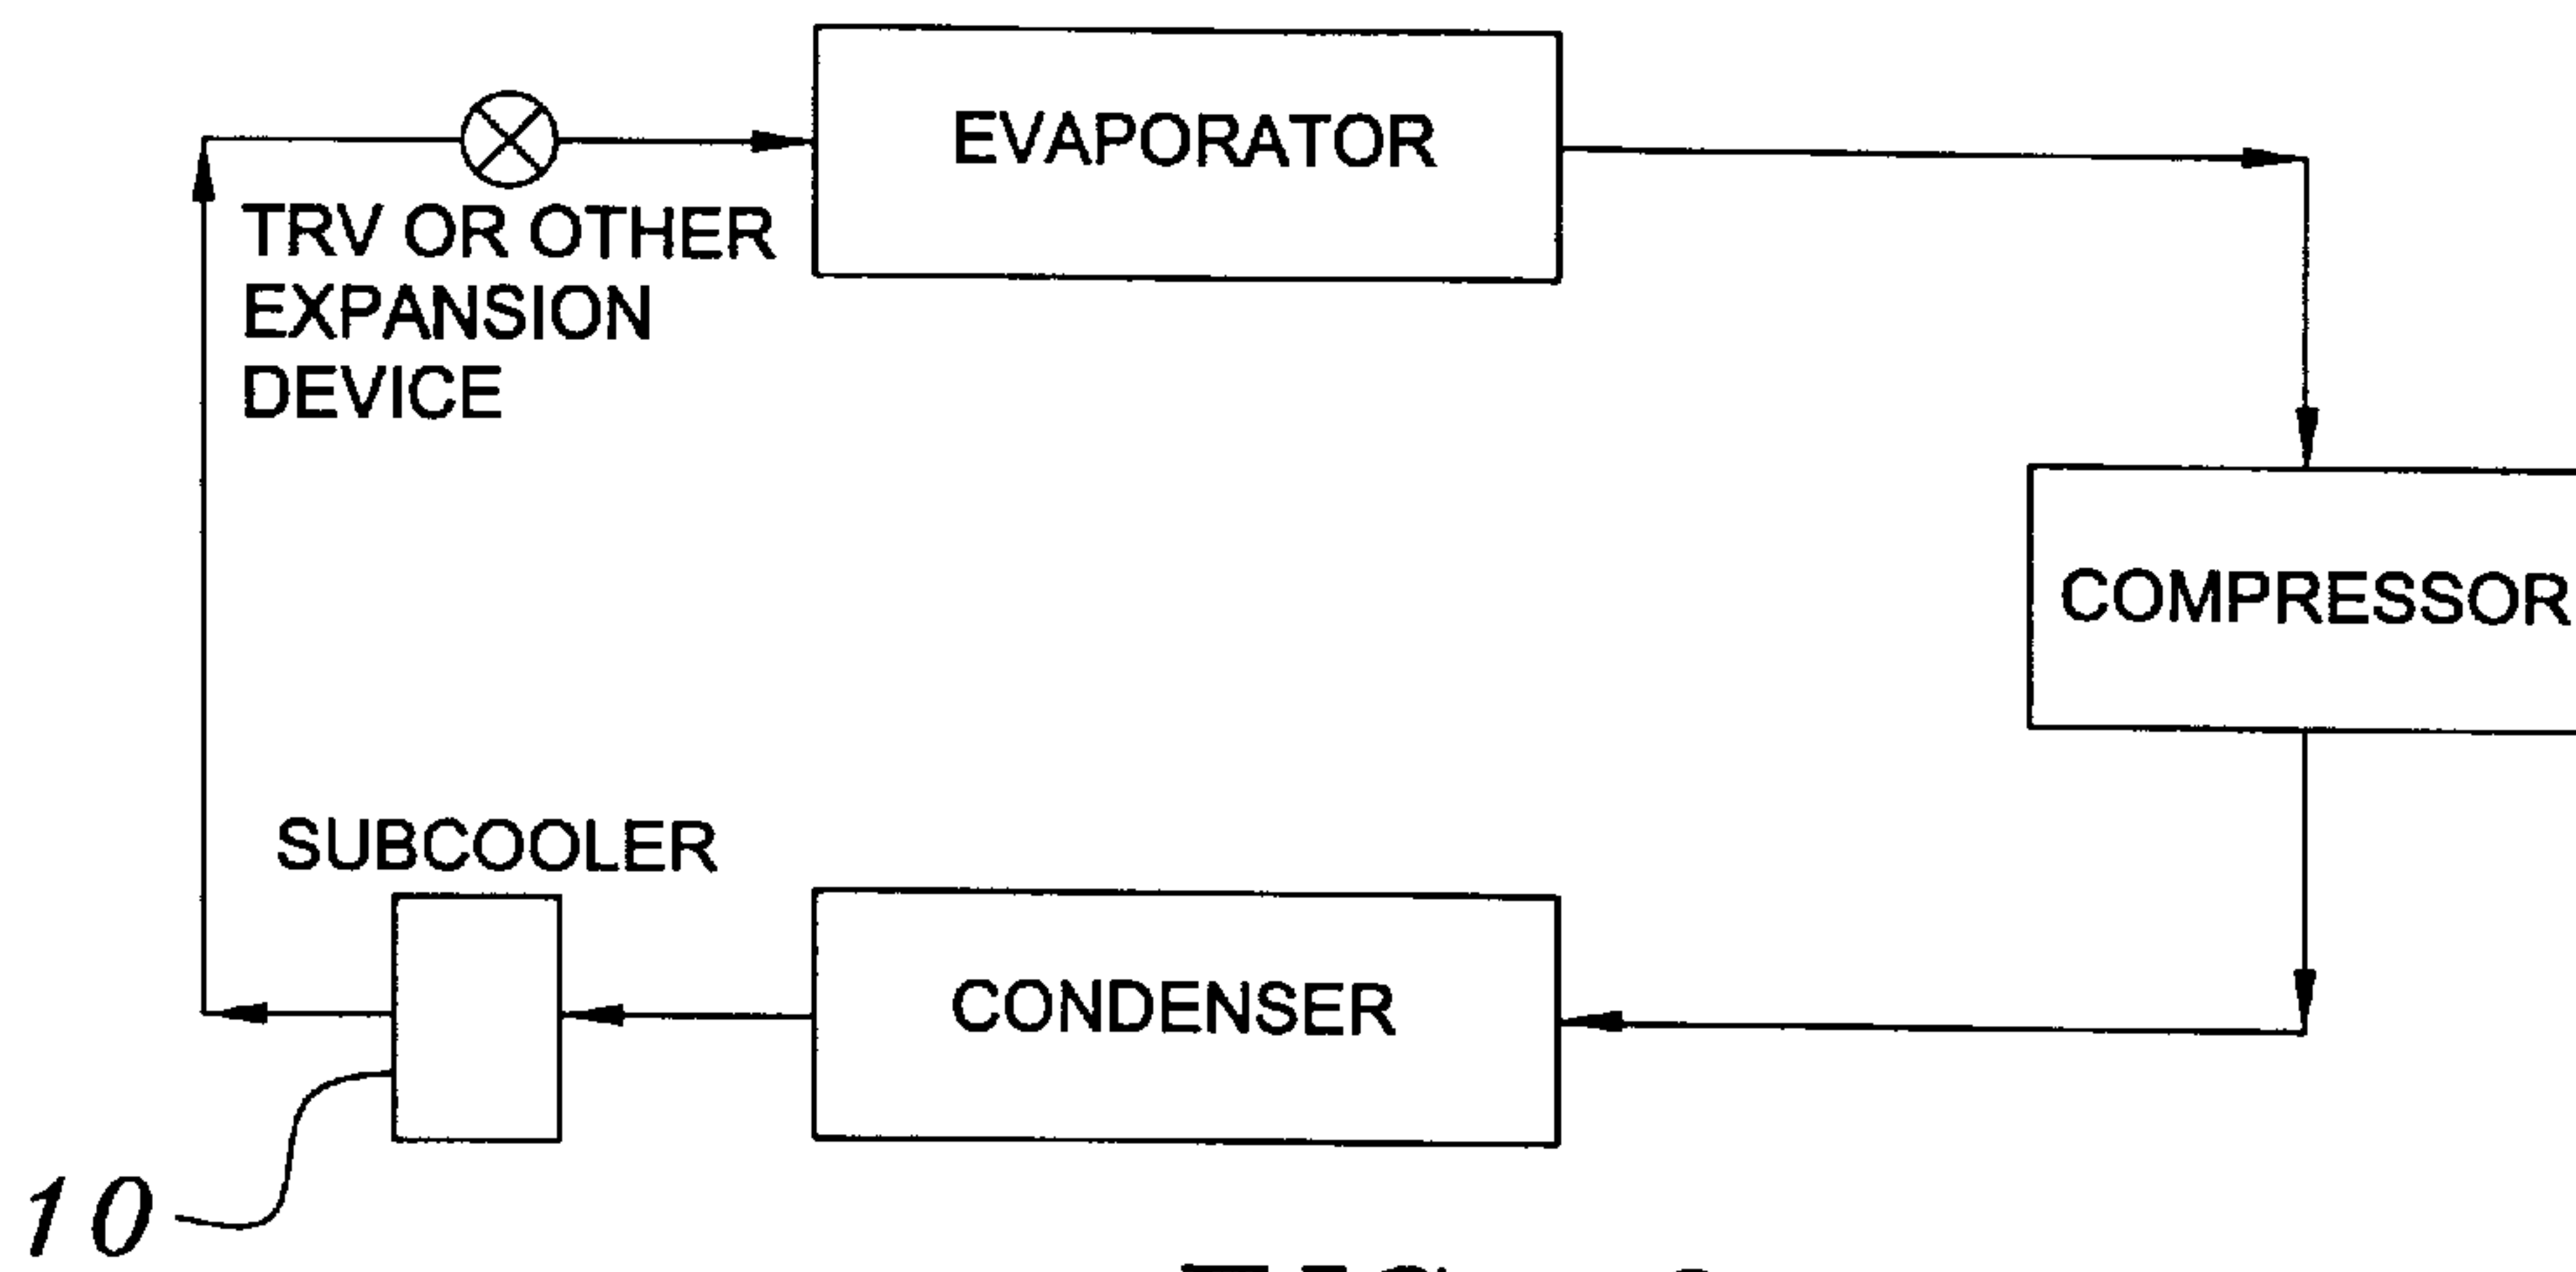 EVAPORATOR
TRV OR OTHER
EXPANSION
DEVICE
COMPRESSOR
SUBCOOLER
CONDENSER
10